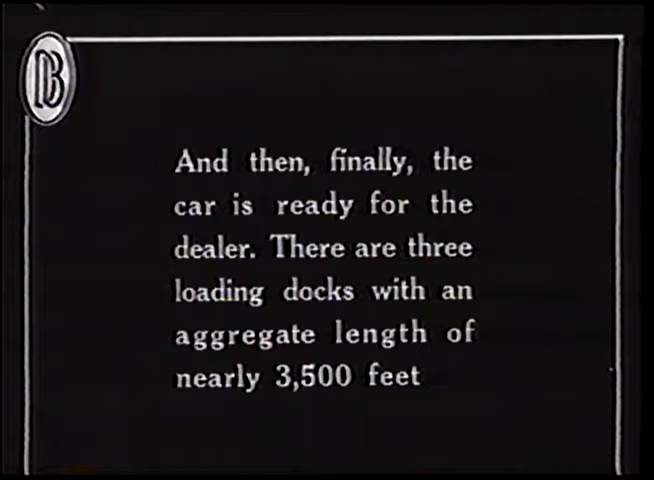 DB
And then, finally, the
car is ready for the
dealer. There are three
loading docks with an
aggregate length of
nearly 3,500 feet